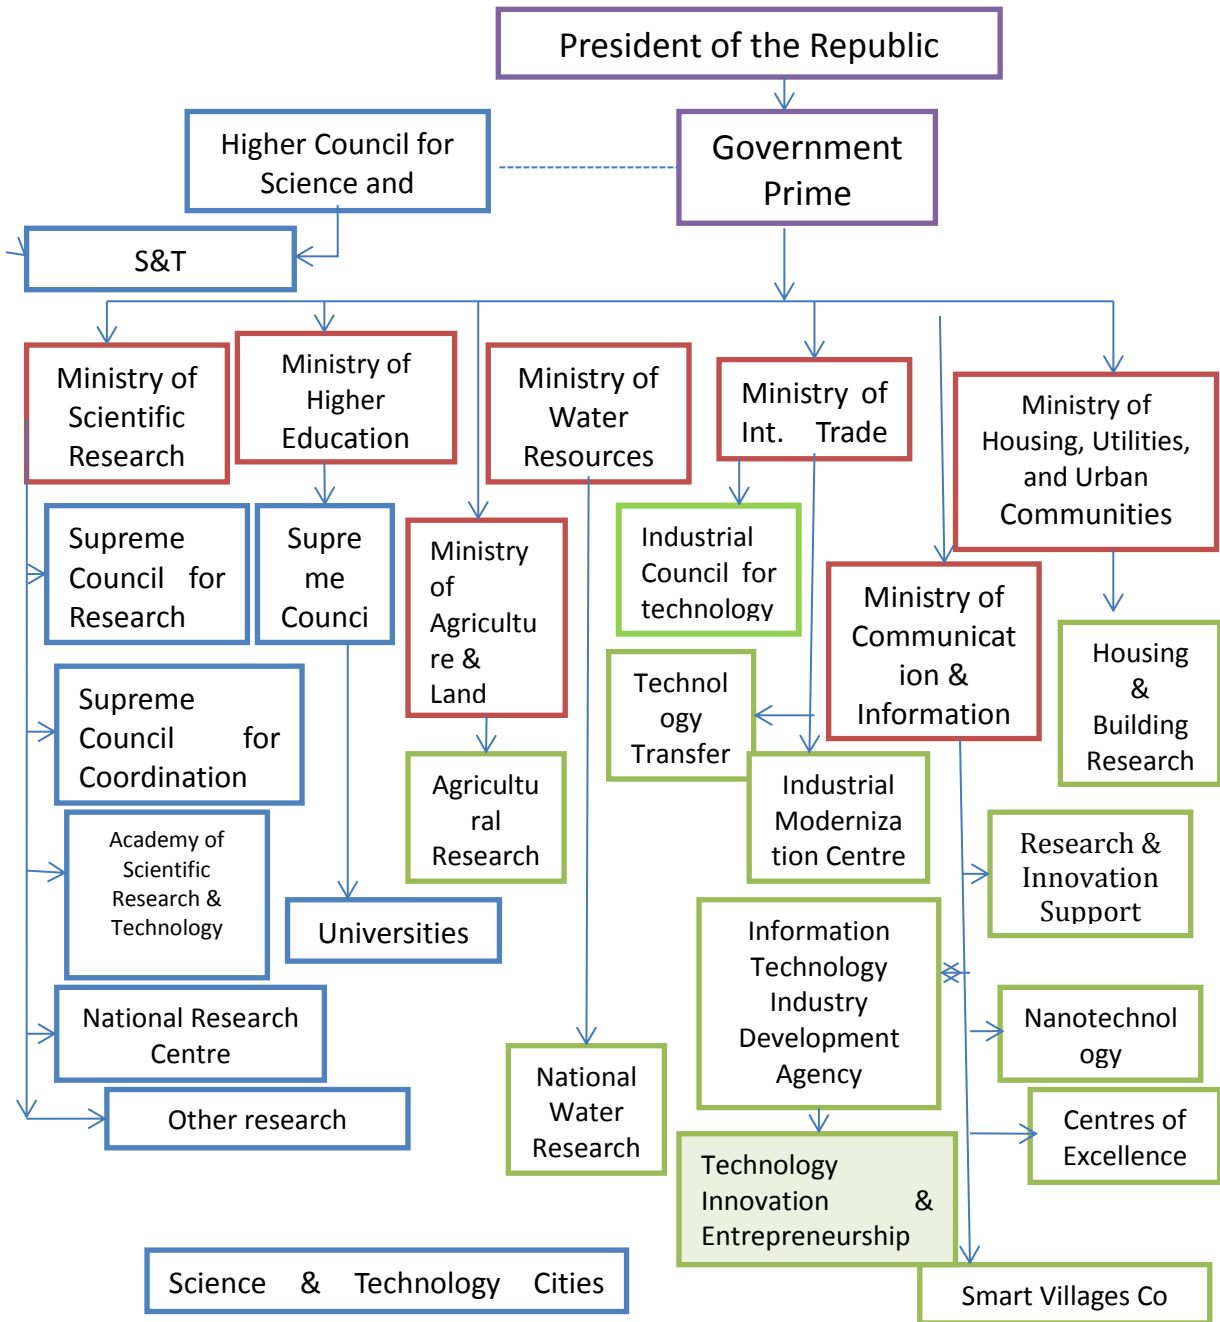 President of the Republic
Higher Council for
Science and
Government
Prime
S&T
Ministry of
Scientific
Research
Ministry of
Higher
Education
Ministry of
Water
Resources
Ministry of
Int. Trade
Ministry of
Housing, Utilities,
and Urban
Communities
Supreme
Council for
Research
Supre
me
Counci
Ministry
of
Agricultu
re &
Land
Industrial
Council for
technology
Ministry of
Communicat
ion &
Information
Housing
&
Building
Research
Technol
ogy
Transfer
Supreme
Council for
Coordination
Agricultu
ral
Research
Industrial
Moderniza
tion Centre
Academy of
Scientific
Research &
Technology
Research &
Innovation
Support
Universities
Information
Technology
Industry
Development
Agency
National Research
Centre
Nanotechnol
ogy
National
Water
Research
Other research
Centres of
Excellence
Technology
Innovation &
Entrepreneurship
Science & Technology Cities
Smart Villages Co